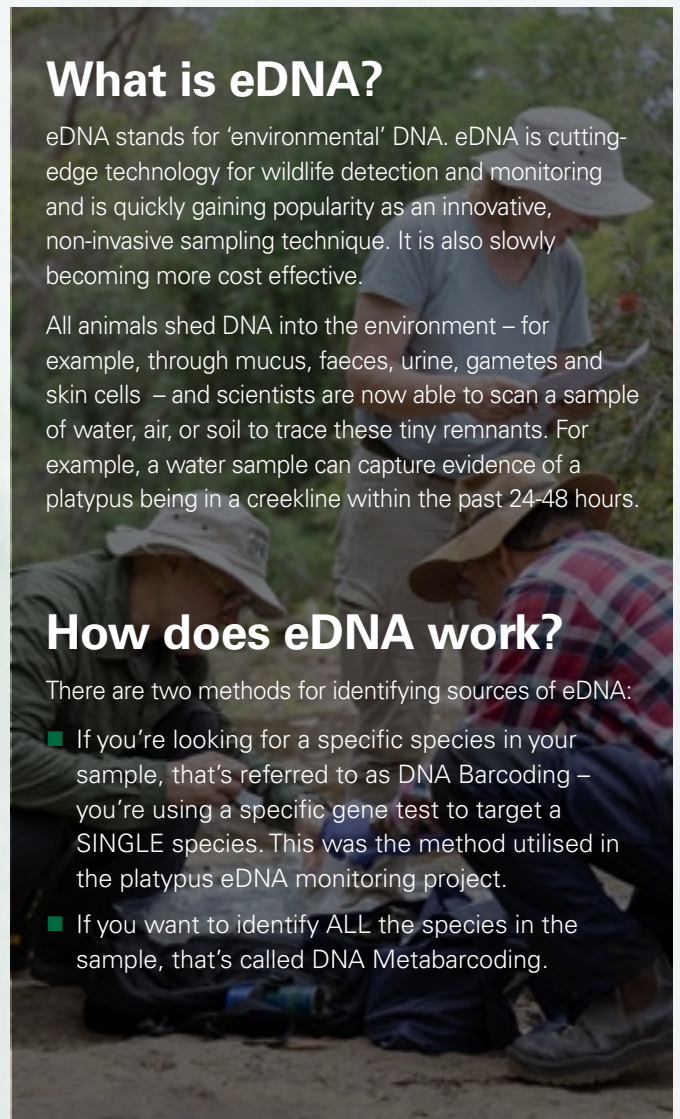 What is eDNA?
eDNA stands for ‘environmental’ DNA. eDNA is cutting-
edge technology for wildlife detection and monitoring
and is quickly gaining popularity as an innovative,
non-invasive sampling technique. It is also slowly
becoming more cost effective.
All animals shed DNA into the environment – for
example, through mucus, faeces, urine, gametes and
skin cells  – and scientists are now able to scan a sample
of water, air, or soil to trace these tiny remnants. For
example, a water sample can capture evidence of a
platypus being in a creekline within the past 24-48 hours.
How does eDNA work?
There are two methods for identifying sources of eDNA:
■ If you’re looking for a specific species in your
sample, that’s referred to as DNA Barcoding –
you’re using a specific gene test to target a
SINGLE species. This was the method utilised in
the platypus eDNA monitoring project.
■ If you want to identify ALL the species in the
sample, that’s called DNA Metabarcoding.